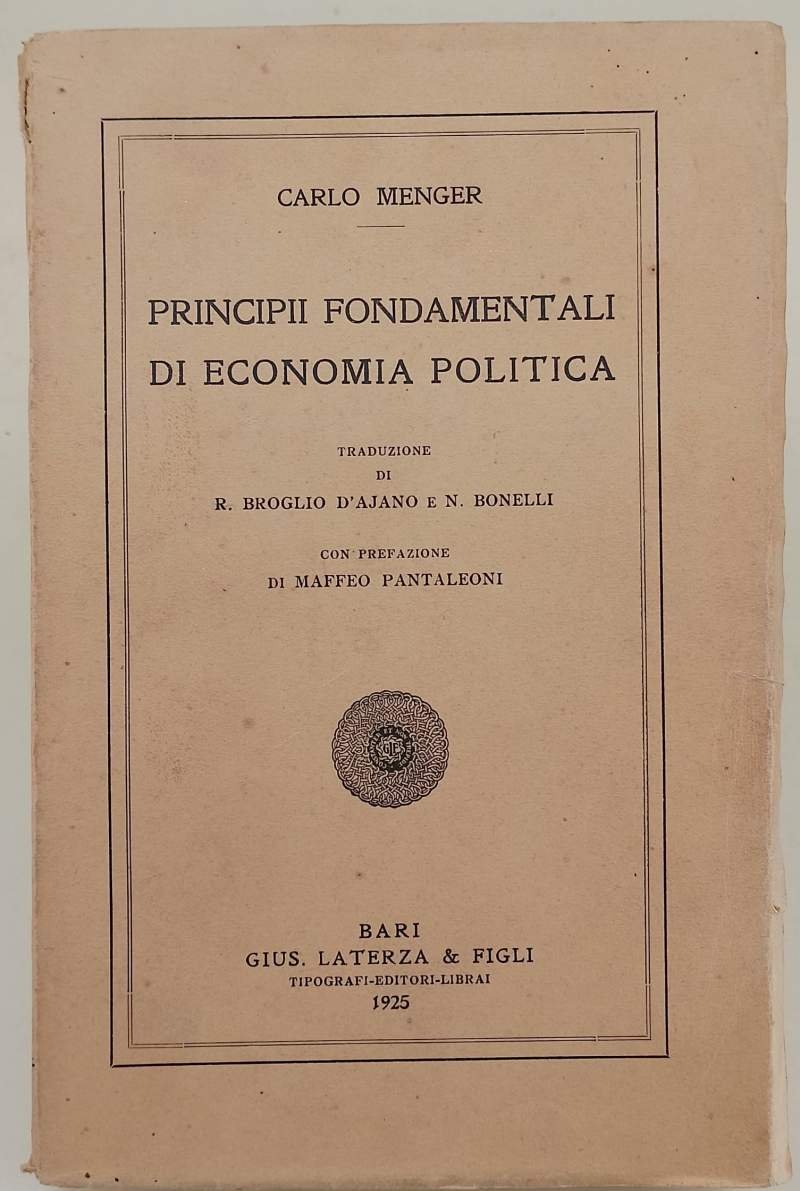 CARLO MENGER
PRINCIPII FONDAMENTALI
DI ECONOMIA POLITICA
TRADUZIONE
DI
R. BROGLIO D'AJANO E N. BONELLI
CON PREFAZIONE
DI MAFFEO PANTALEONI
BARI
GIUS. LATERZA & FIGLI
TIPOGRAFI-EDITORI-LIBRAI
1925